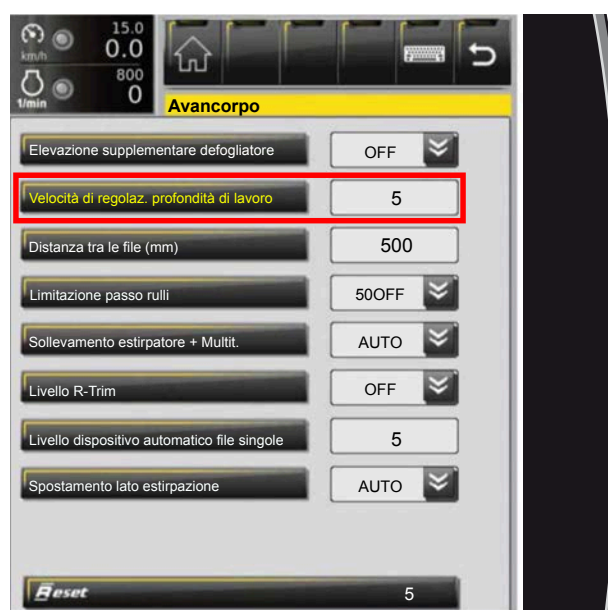 15.0
km/h
0.0
800
1/min
0
Avancorpo
Elevazione supplementare defogliatore OFF
Velocità di regolaz. profondità di lavoro 5
Distanza tra le file (mm) 500
Limitazione passo rulli 50OFF
Sollevamento estirpatore + Multit. AUTO
Livello R-Trim OFF
Livello dispositivo automatico file singole 5
Spostamento lato estirpazione AUTO
Reset 5